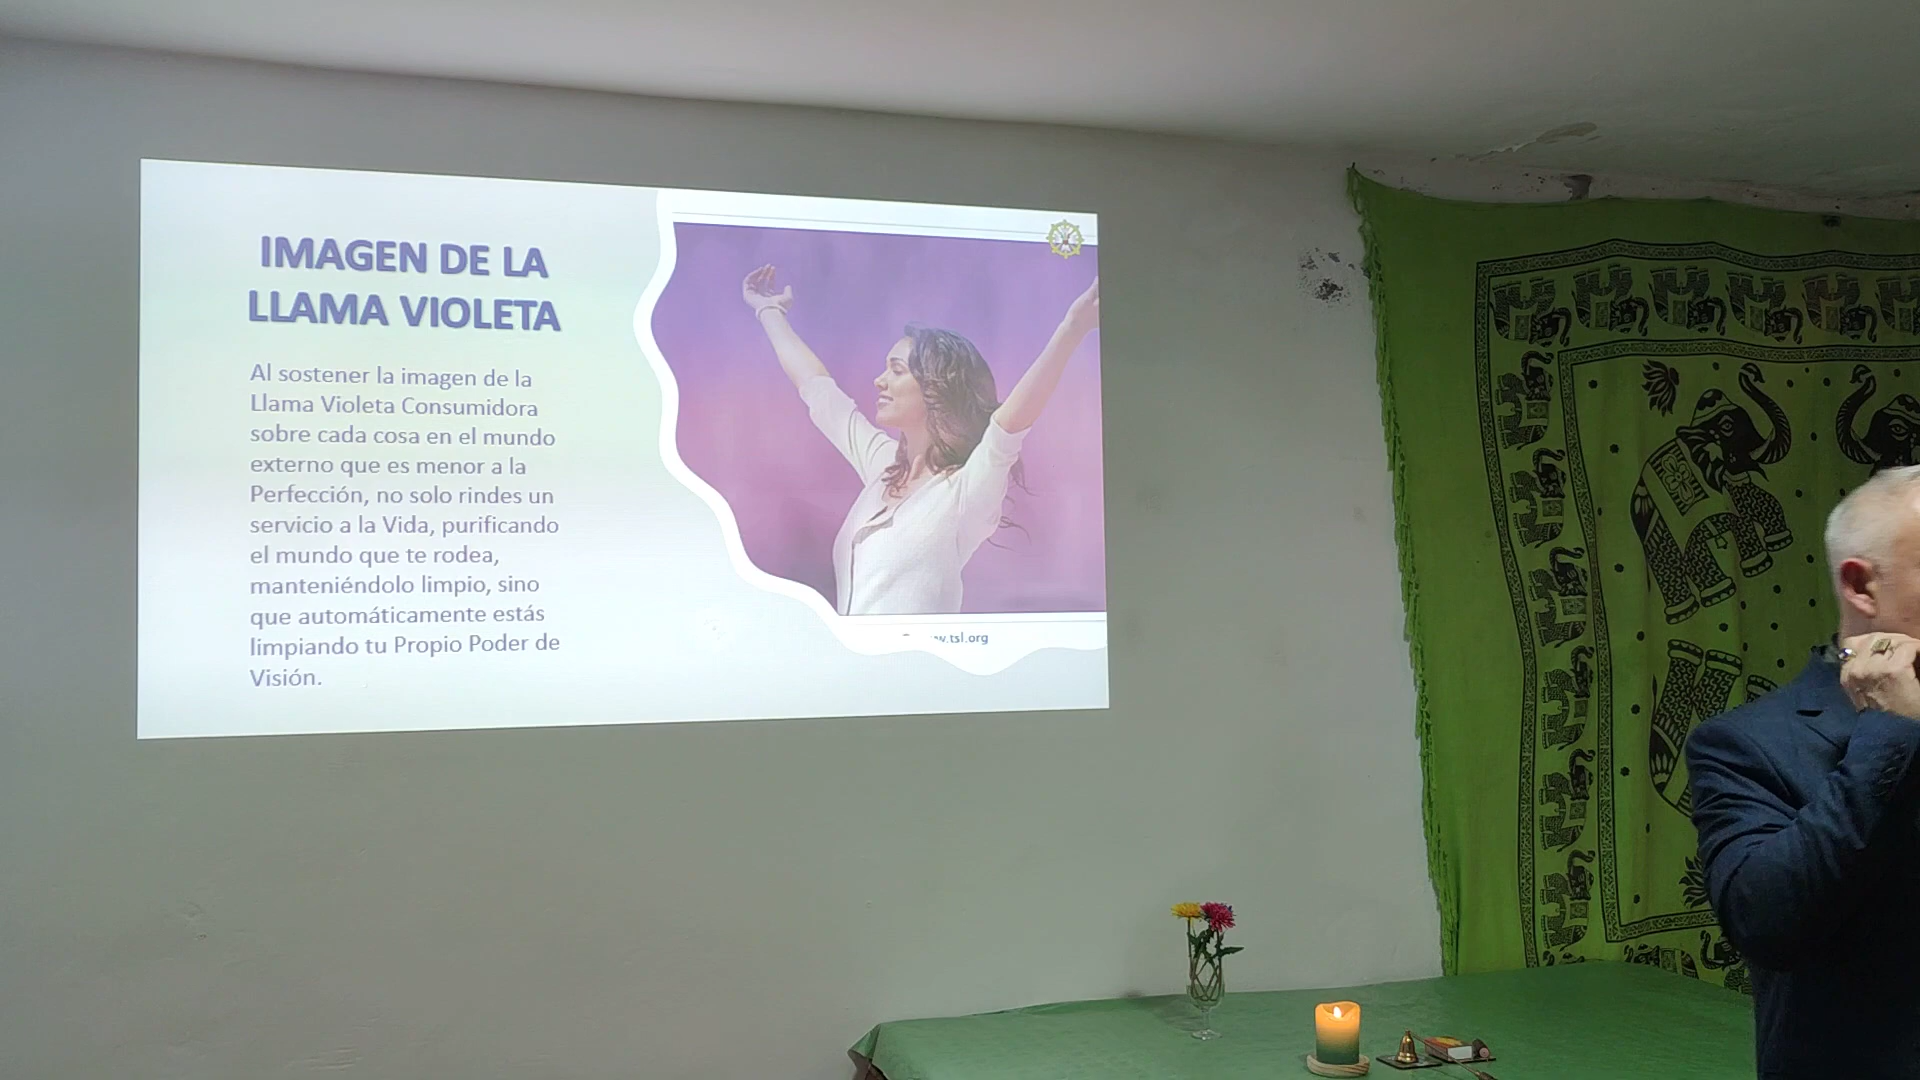 IMAGEN DE LA
LLAMA VIOLETA
Al sostener la imagen de la
Llama Violeta Consumidora
sobre cada cosa en el mundo
externo que es menor a la
Perfección, no solo rindes un
servicio a la Vida, purificando
el mundo que te rodea,
manteniéndolo limpio, sino
que automáticamente estás
limpiando tu Propio Poder de
Visión.
w.tsl.org